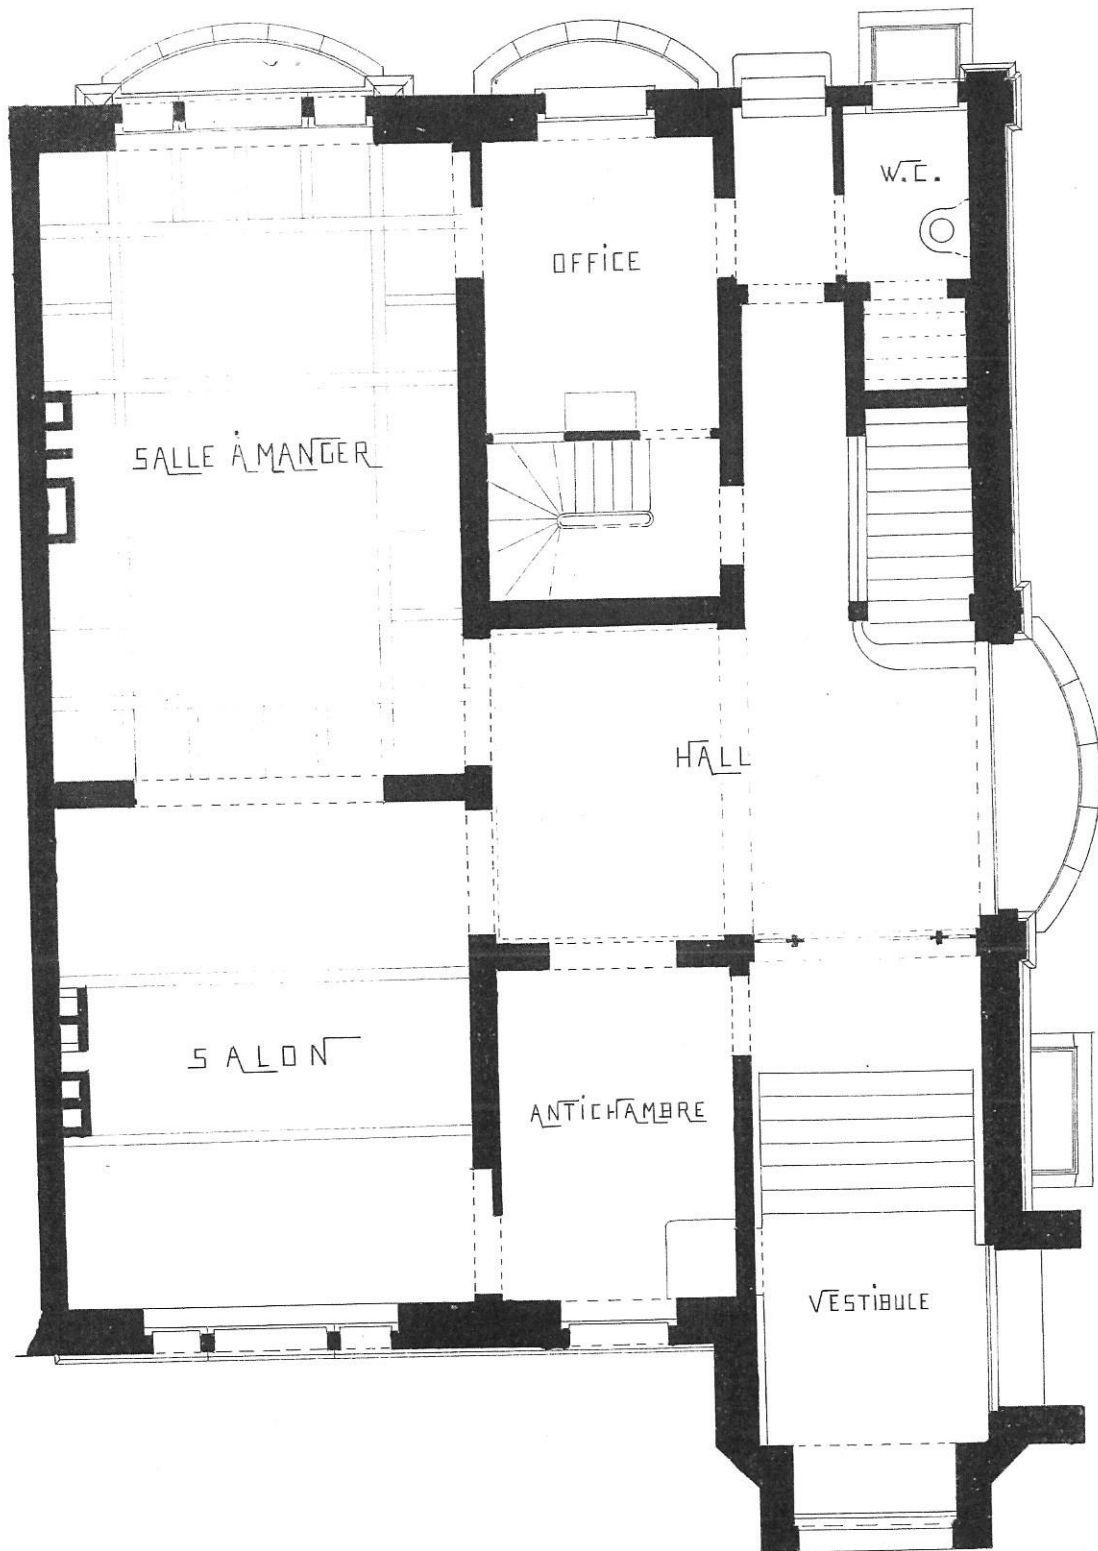 W.C.
OFFiCE
SALLE À MANGER
HALL
SALON
ANTiCHAMBRE
VESTiBULE